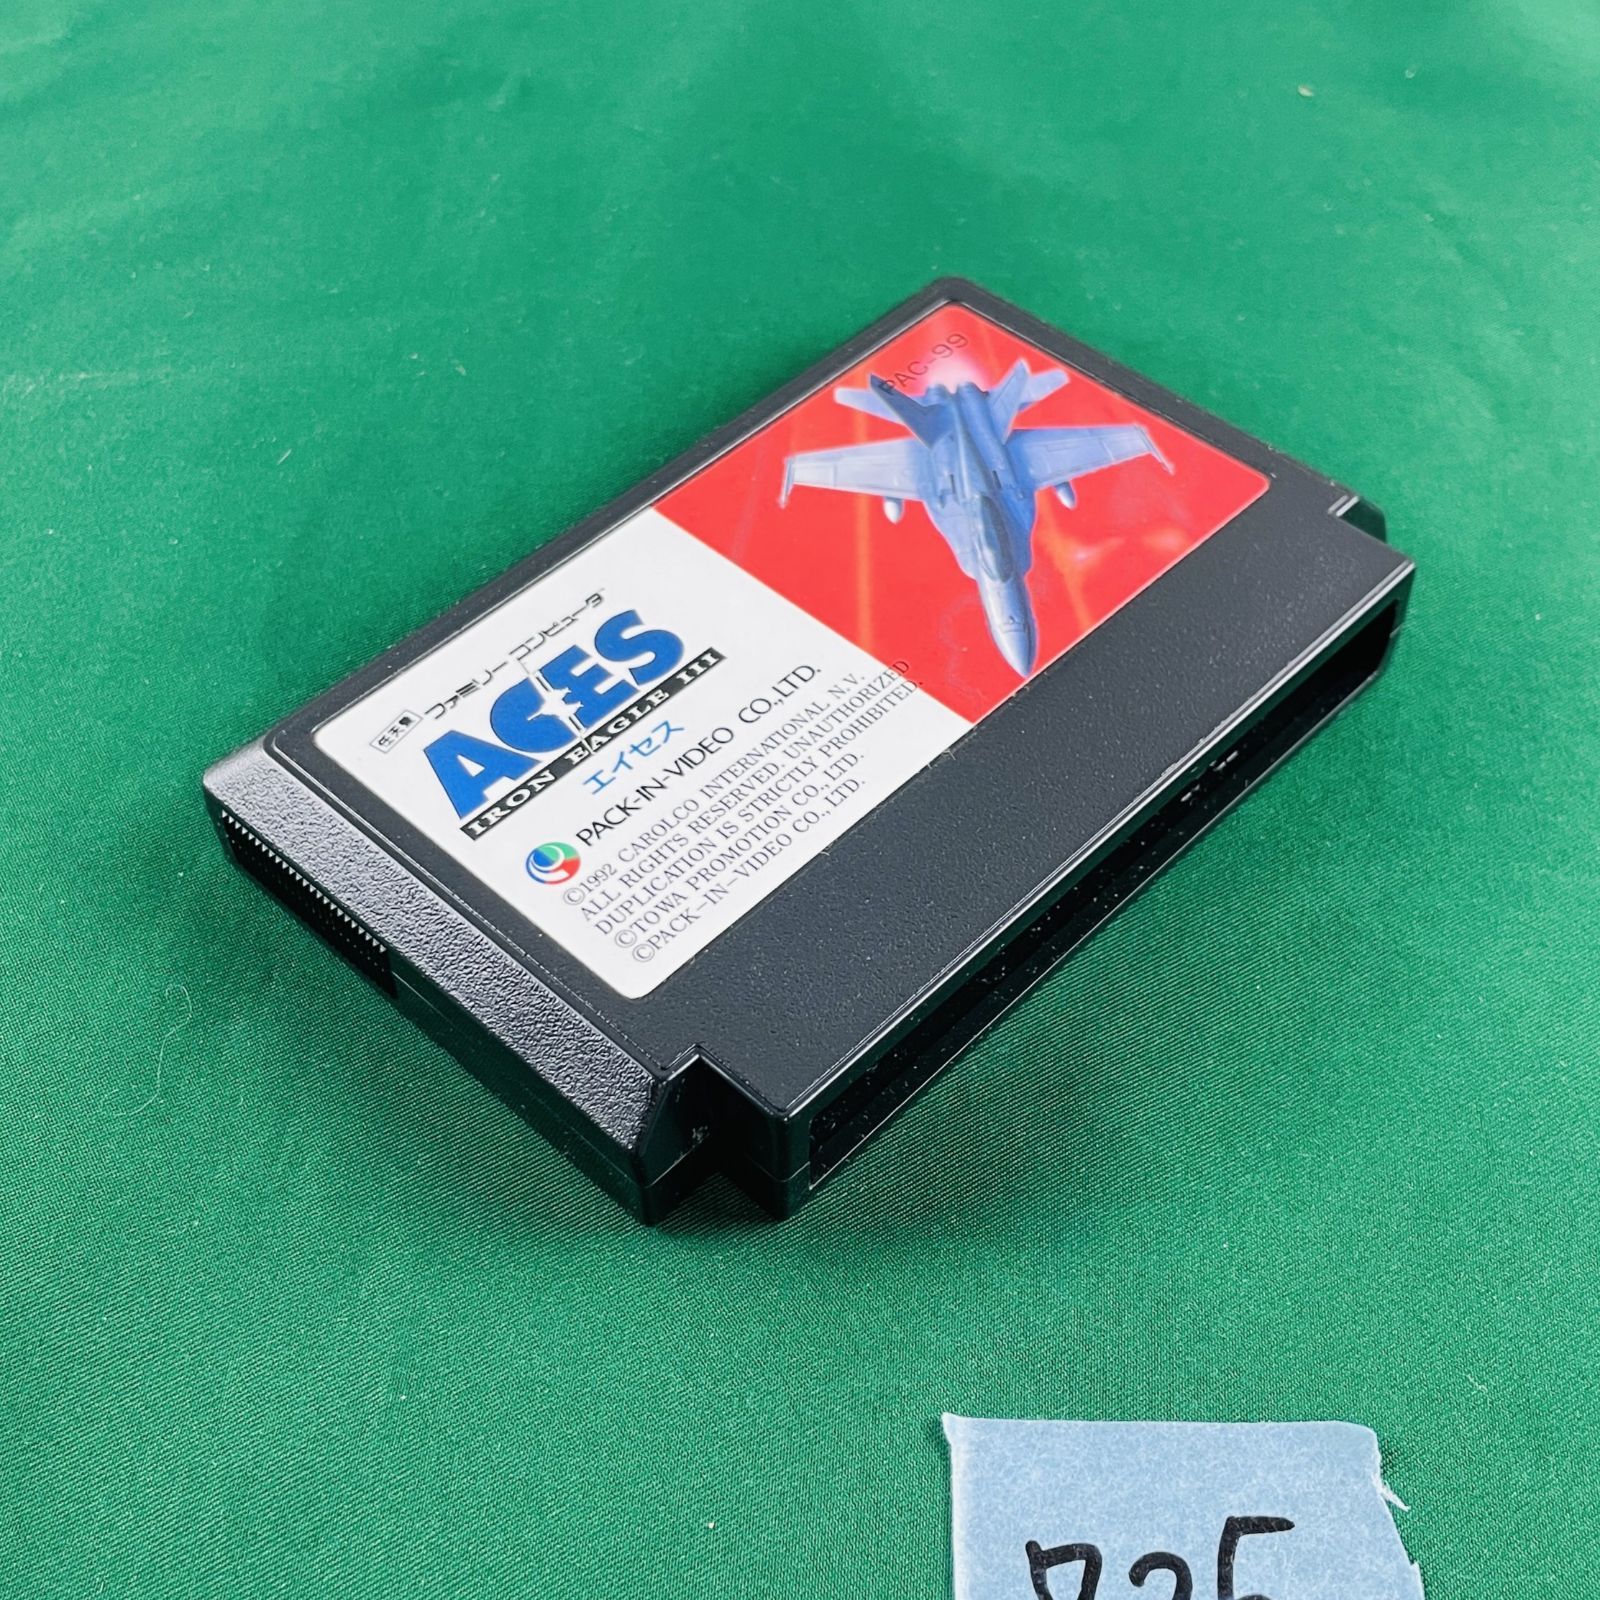 PAC-99
任天堂
ファミリーコンピュータ
ACES
IRON EAGLE III
エイセス
PACK-IN-VIDEO CO.,LTD.
©1992 CAROLCO INTERNATIONAL N.V.
ALL RIGHTS RESERVED. UNAUTHORIZED
DUPLICATION IS STRICTLY PROHIBITED.
©TOWA PROMOTION CO., LTD.
©PACK-IN-VIDEO CO., LTD.